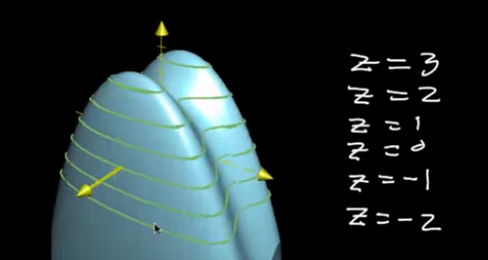 z = 3
z = 2
z = 1
z = 0
z = -1
z = -2